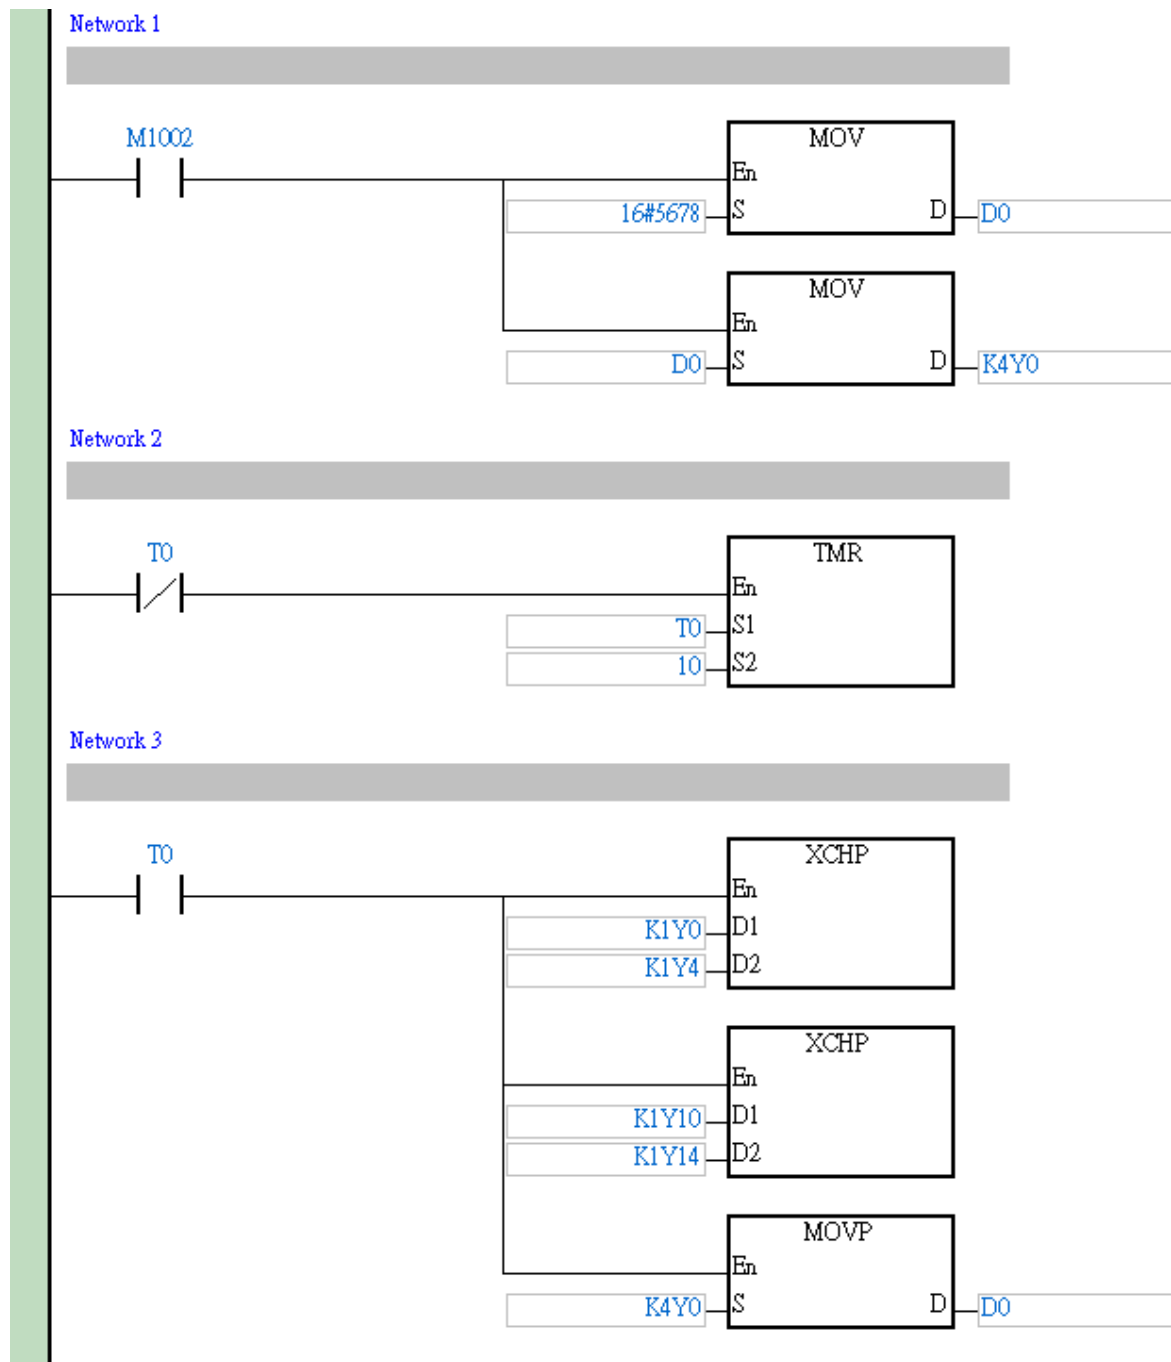 Network 1
M1002
MOV
En
16#5678 S D D0
MOV
En
D0 S D K4Y0
Network 2
T0
TMR
En
T0 S1
10 S2
Network 3
T0
XCHP
En
K1Y0 D1
K1Y4 D2
XCHP
En
K1Y10 D1
K1Y14 D2
MOVP
En
K4Y0 S D D0